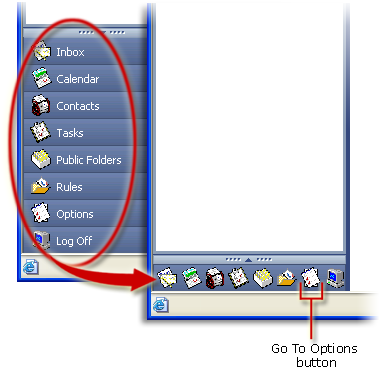 Inbox
Calendar
Contacts
Tasks
Public Folders
Rules
Options
Log Off
Go To Options
button